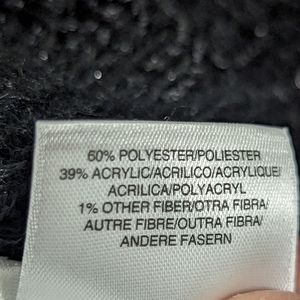 60% POLYESTER/POLIESTER
39% ACRYLIC/ACRILICO/ACRYLIQUE/
ACRILICA/POLYACRYL
1% OTHER FIBER/OTRA FIBRA/
AUTRE FIBRE/OUTRA FIBRA/
ANDERE FASERN